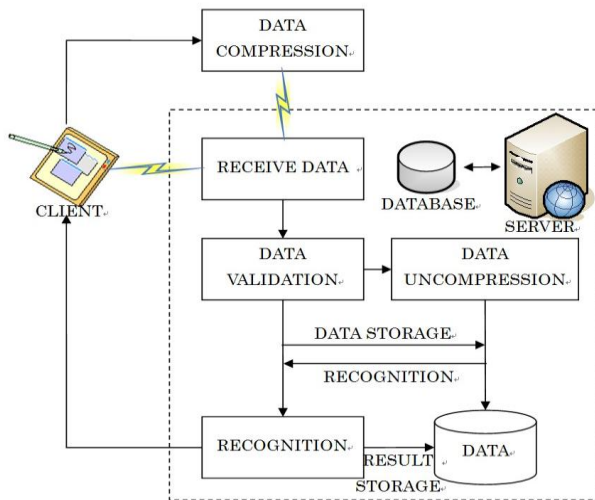 DATA
COMPRESSION
RECEIVE DATA
CLIENT
DATABASE
SERVER
DATA
VALIDATION
DATA
UNCOMPRESSION
DATA STORAGE
RECOGNITION
RECOGNITION
RESULT
STORAGE
DATA